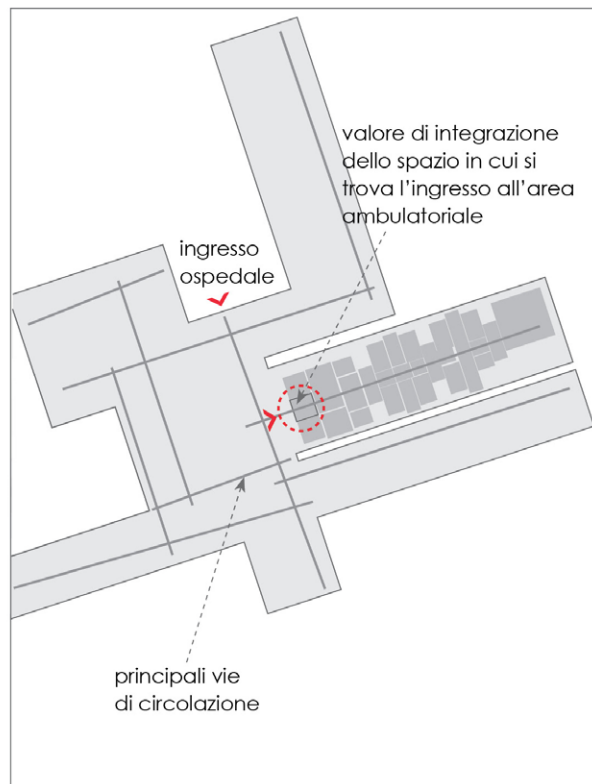 valore di integrazione
dello spazio in cui si
trova l'ingresso all'area
ambulatoriale
ingresso
ospedale
principali vie
di circolazione